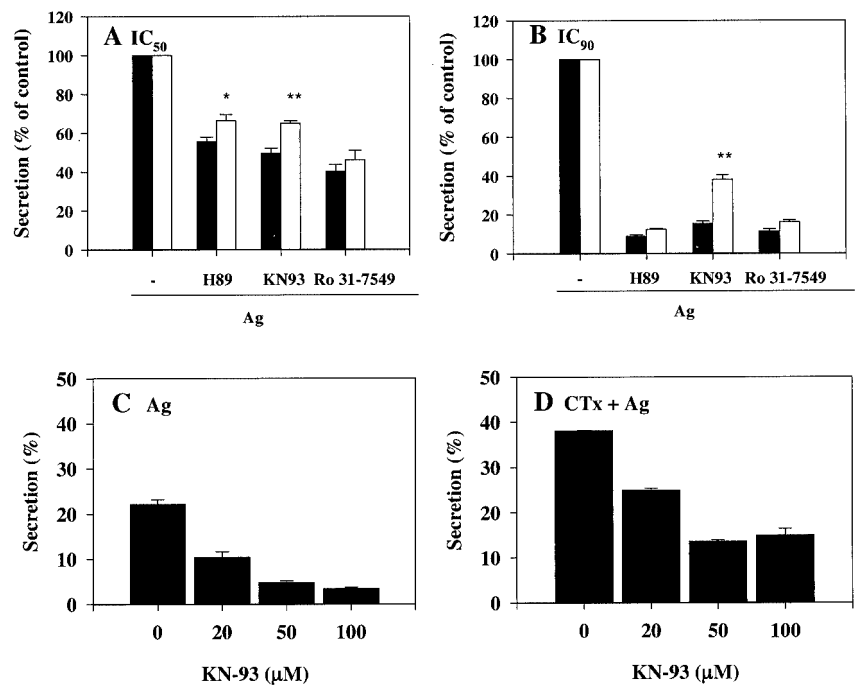 A IC50
Secretion (% of control)
120
100
80
60
40
20
0
*
**
- H89 KN93 Ro 31-7549
Ag
B IC90
Secretion (% of control)
120
100
80
60
40
20
0
**
- H89 KN93 Ro 31-7549
Ag
C Ag
Secretion (%)
50
40
30
20
10
0
0 20 50 100
KN-93 (μM)
D CTx + Ag
Secretion (%)
50
40
30
20
10
0
0 20 50 100
KN-93 (μM)